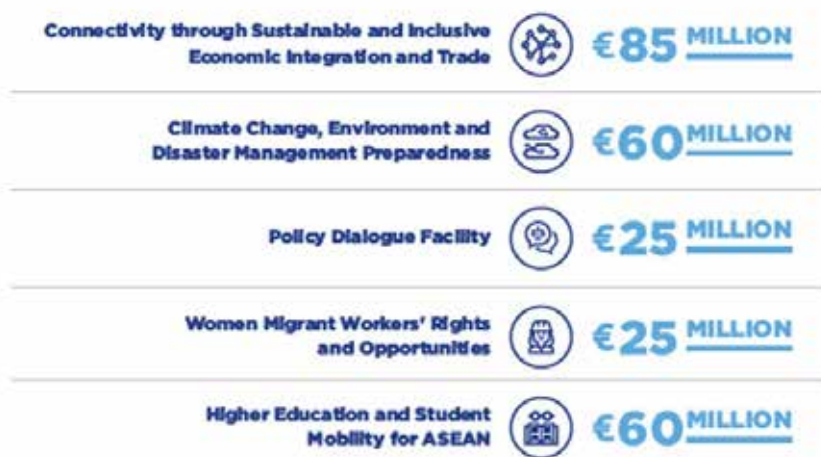 Connectivity through Sustainable and Inclusive
Economic Integration and Trade
€85 MILLION
Climate Change, Environment and
Disaster Management Preparedness
€60 MILLION
Policy Dialogue Facility
€25 MILLION
Women Migrant Workers' Rights
and Opportunities
€25 MILLION
Higher Education and Student
Mobility for ASEAN
€60 MILLION